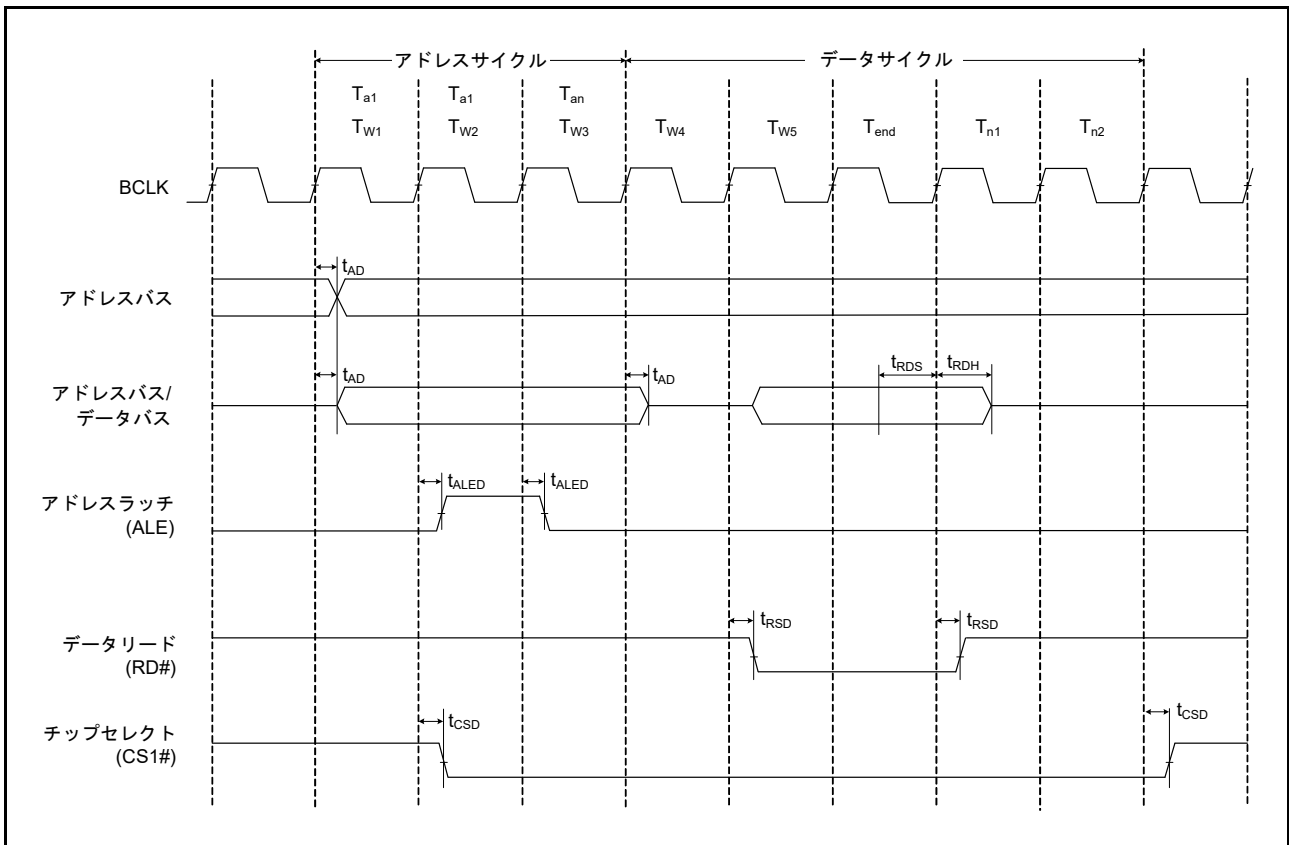 アドレスサイクル データサイクル
Ta1 Ta1 Tan
TW1 TW2 TW3 TW4 TW5 Tend Tn1 Tn2
BCLK
tAD
アドレスバス
tAD tAD tRDS tRDH
アドレスバス/
データバス
tALED tALED
アドレスラッチ
(ALE)
tRSD tRSD
データリード
(RD#)
tCSD tCSD
チップセレクト
(CS1#)